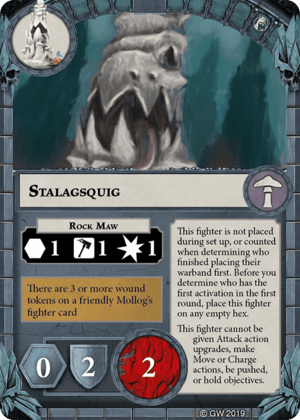 STALAGSQUIG
ROCK MAW
1 1 1
This fighter is not placed
during set up, or counted
when determining who
finished placing their
warband first. Before you
determine who has the
first activation in the first
round, place this fighter
on any empty hex.
There are 3 or more wound
tokens on a friendly Mollog's
fighter card
This fighter cannot be
given Attack action
upgrades, make
Move or Charge
actions, be pushed,
or hold objectives.
0 2 2
© GW 2019